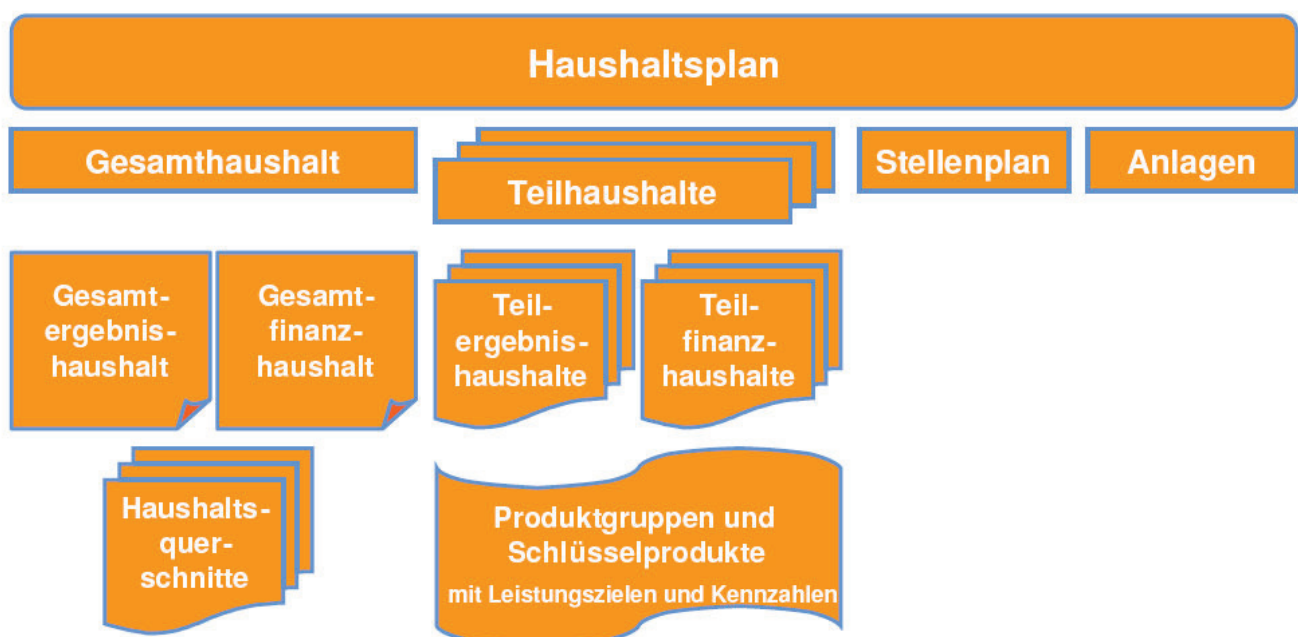 Haushaltsplan
Gesamthaushalt
Teilhaushalte
Stellenplan
Anlagen
Gesamt-
ergebnis-
haushalt
Gesamt-
finanz-
haushalt
Teil-
ergebnis-
haushalte
Teil-
finanz-
haushalte
Haushalts-
quer-
schnitte
Produktgruppen und
Schlüsselprodukte
mit Leistungszielen und Kennzahlen